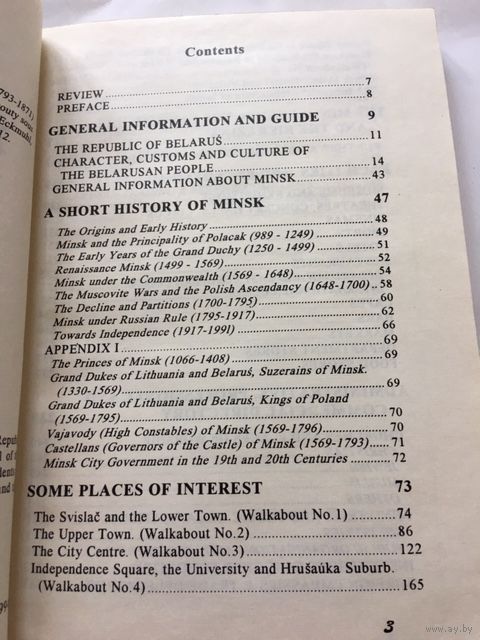 793-1871)
outy sous
Eckmuhl,
12.
Contents
REVIEW 7
PREFACE 8
GENERAL INFORMATION AND GUIDE 9
THE REPUBLIC OF BELARUŚ 11
CHARACTER, CUSTOMS AND CULTURE OF
THE BELARUSAN PEOPLE 14
GENERAL INFORMATION ABOUT MINSK 43
A SHORT HISTORY OF MINSK 47
The Origins and Early History 48
Minsk and the Principality of Polacak (989 - 1249) 49
The Early Years of the Grand Duchy (1250 - 1499) 51
Renaissance Minsk (1499 - 1569) 52
Minsk under the Commonwealth (1569 - 1648) 54
The Muscovite Wars and the Polish Ascendancy (1648-1700) 58
The Decline and Partitions (1700-1795) 60
Minsk under Russian Rule (1795-1917) 62
Towards Independence (1917-199l) 66
APPENDIX I 69
The Princes of Minsk (1066-1408) 69
Grand Dukes of Lithuania and Belaruś, Suzerains of Minsk.
(1330-1569) 69
Grand Dukes of Lithuania and Belaruś, Kings of Poland
(1569-1795) 70
Vajavody (High Constables) of Minsk (1569-1796) 70
Castellans (Governors of the Castle) of Minsk (1569-1793) 71
Minsk City Government in the 19th and 20th Centuries 72
SOME PLACES OF INTEREST 73
The Svislač and the Lower Town. (Walkabout No.1) 74
The Upper Town. (Walkabout No.2) 86
The City Centre. (Walkabout No.3) 122
Independence Square, the University and Hrušaúka Suburb.
(Walkabout No.4) 165
3
www.ay.by